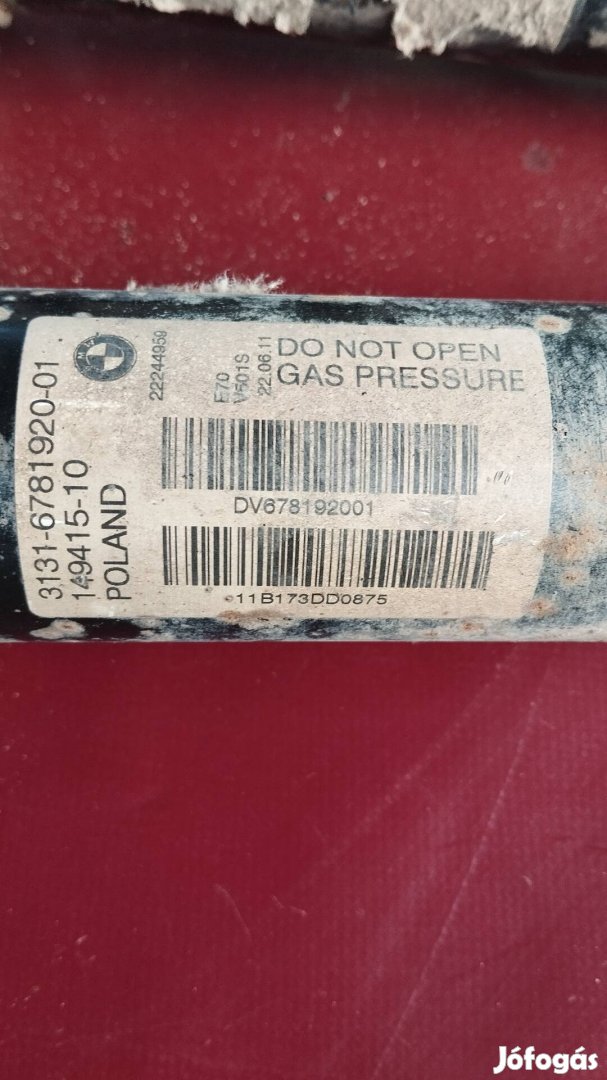 3131-6781920-01
149415-10
POLAND
22244959
E70
V501S
22.06.11
DO NOT OPEN
GAS PRESSURE
DV678192001
11B173DD0875
Jófogás